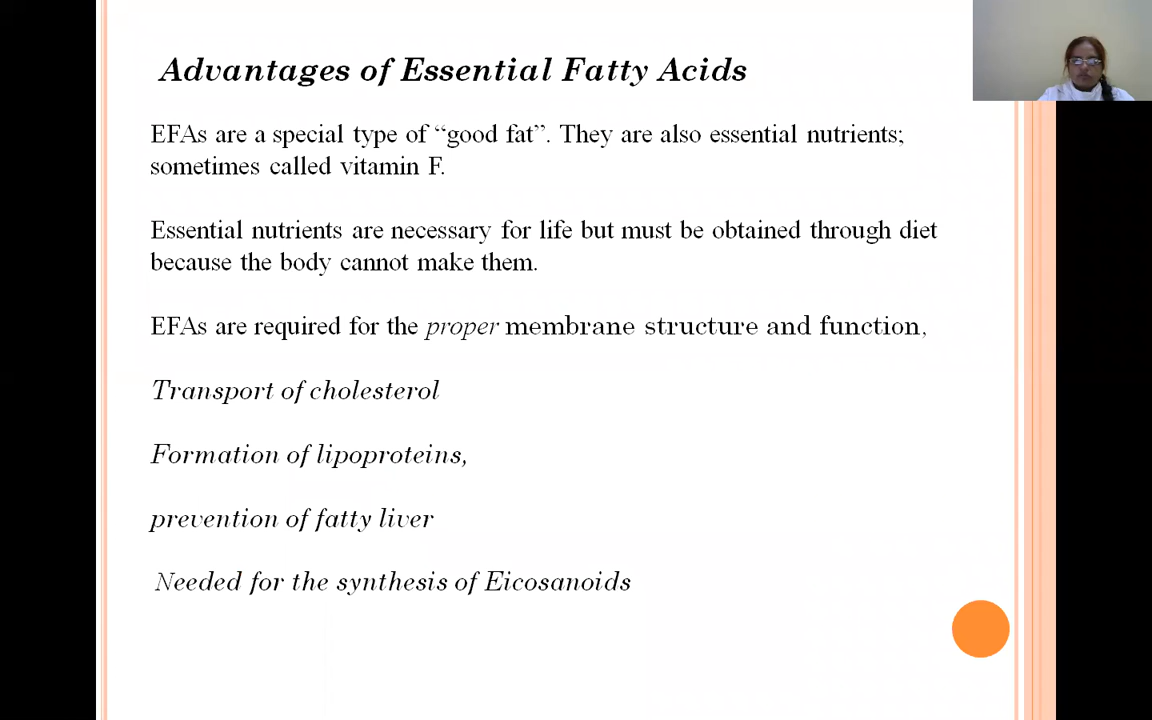 Advantages of Essential Fatty Acids
EFAs are a special type of “good fat”. They are also essential nutrients;
sometimes called vitamin F.
Essential nutrients are necessary for life but must be obtained through diet
because the body cannot make them.
EFAs are required for the proper membrane structure and function,
Transport of cholesterol
Formation of lipoproteins,
prevention of fatty liver
Needed for the synthesis of Eicosanoids